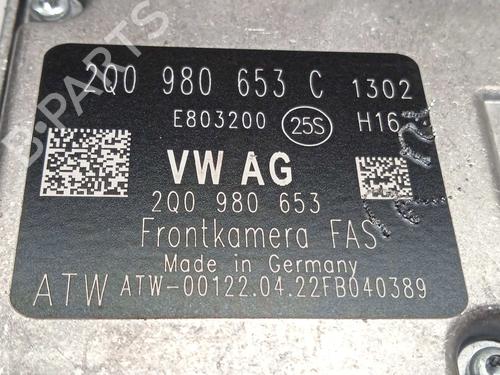 2Q0 980 653 C 1302
E803200 25S H16
VW AG
2Q0 980 653
Frontkamera FAS
Made in Germany
ATW ATW-00122.04.22FB040389
B-PARTS